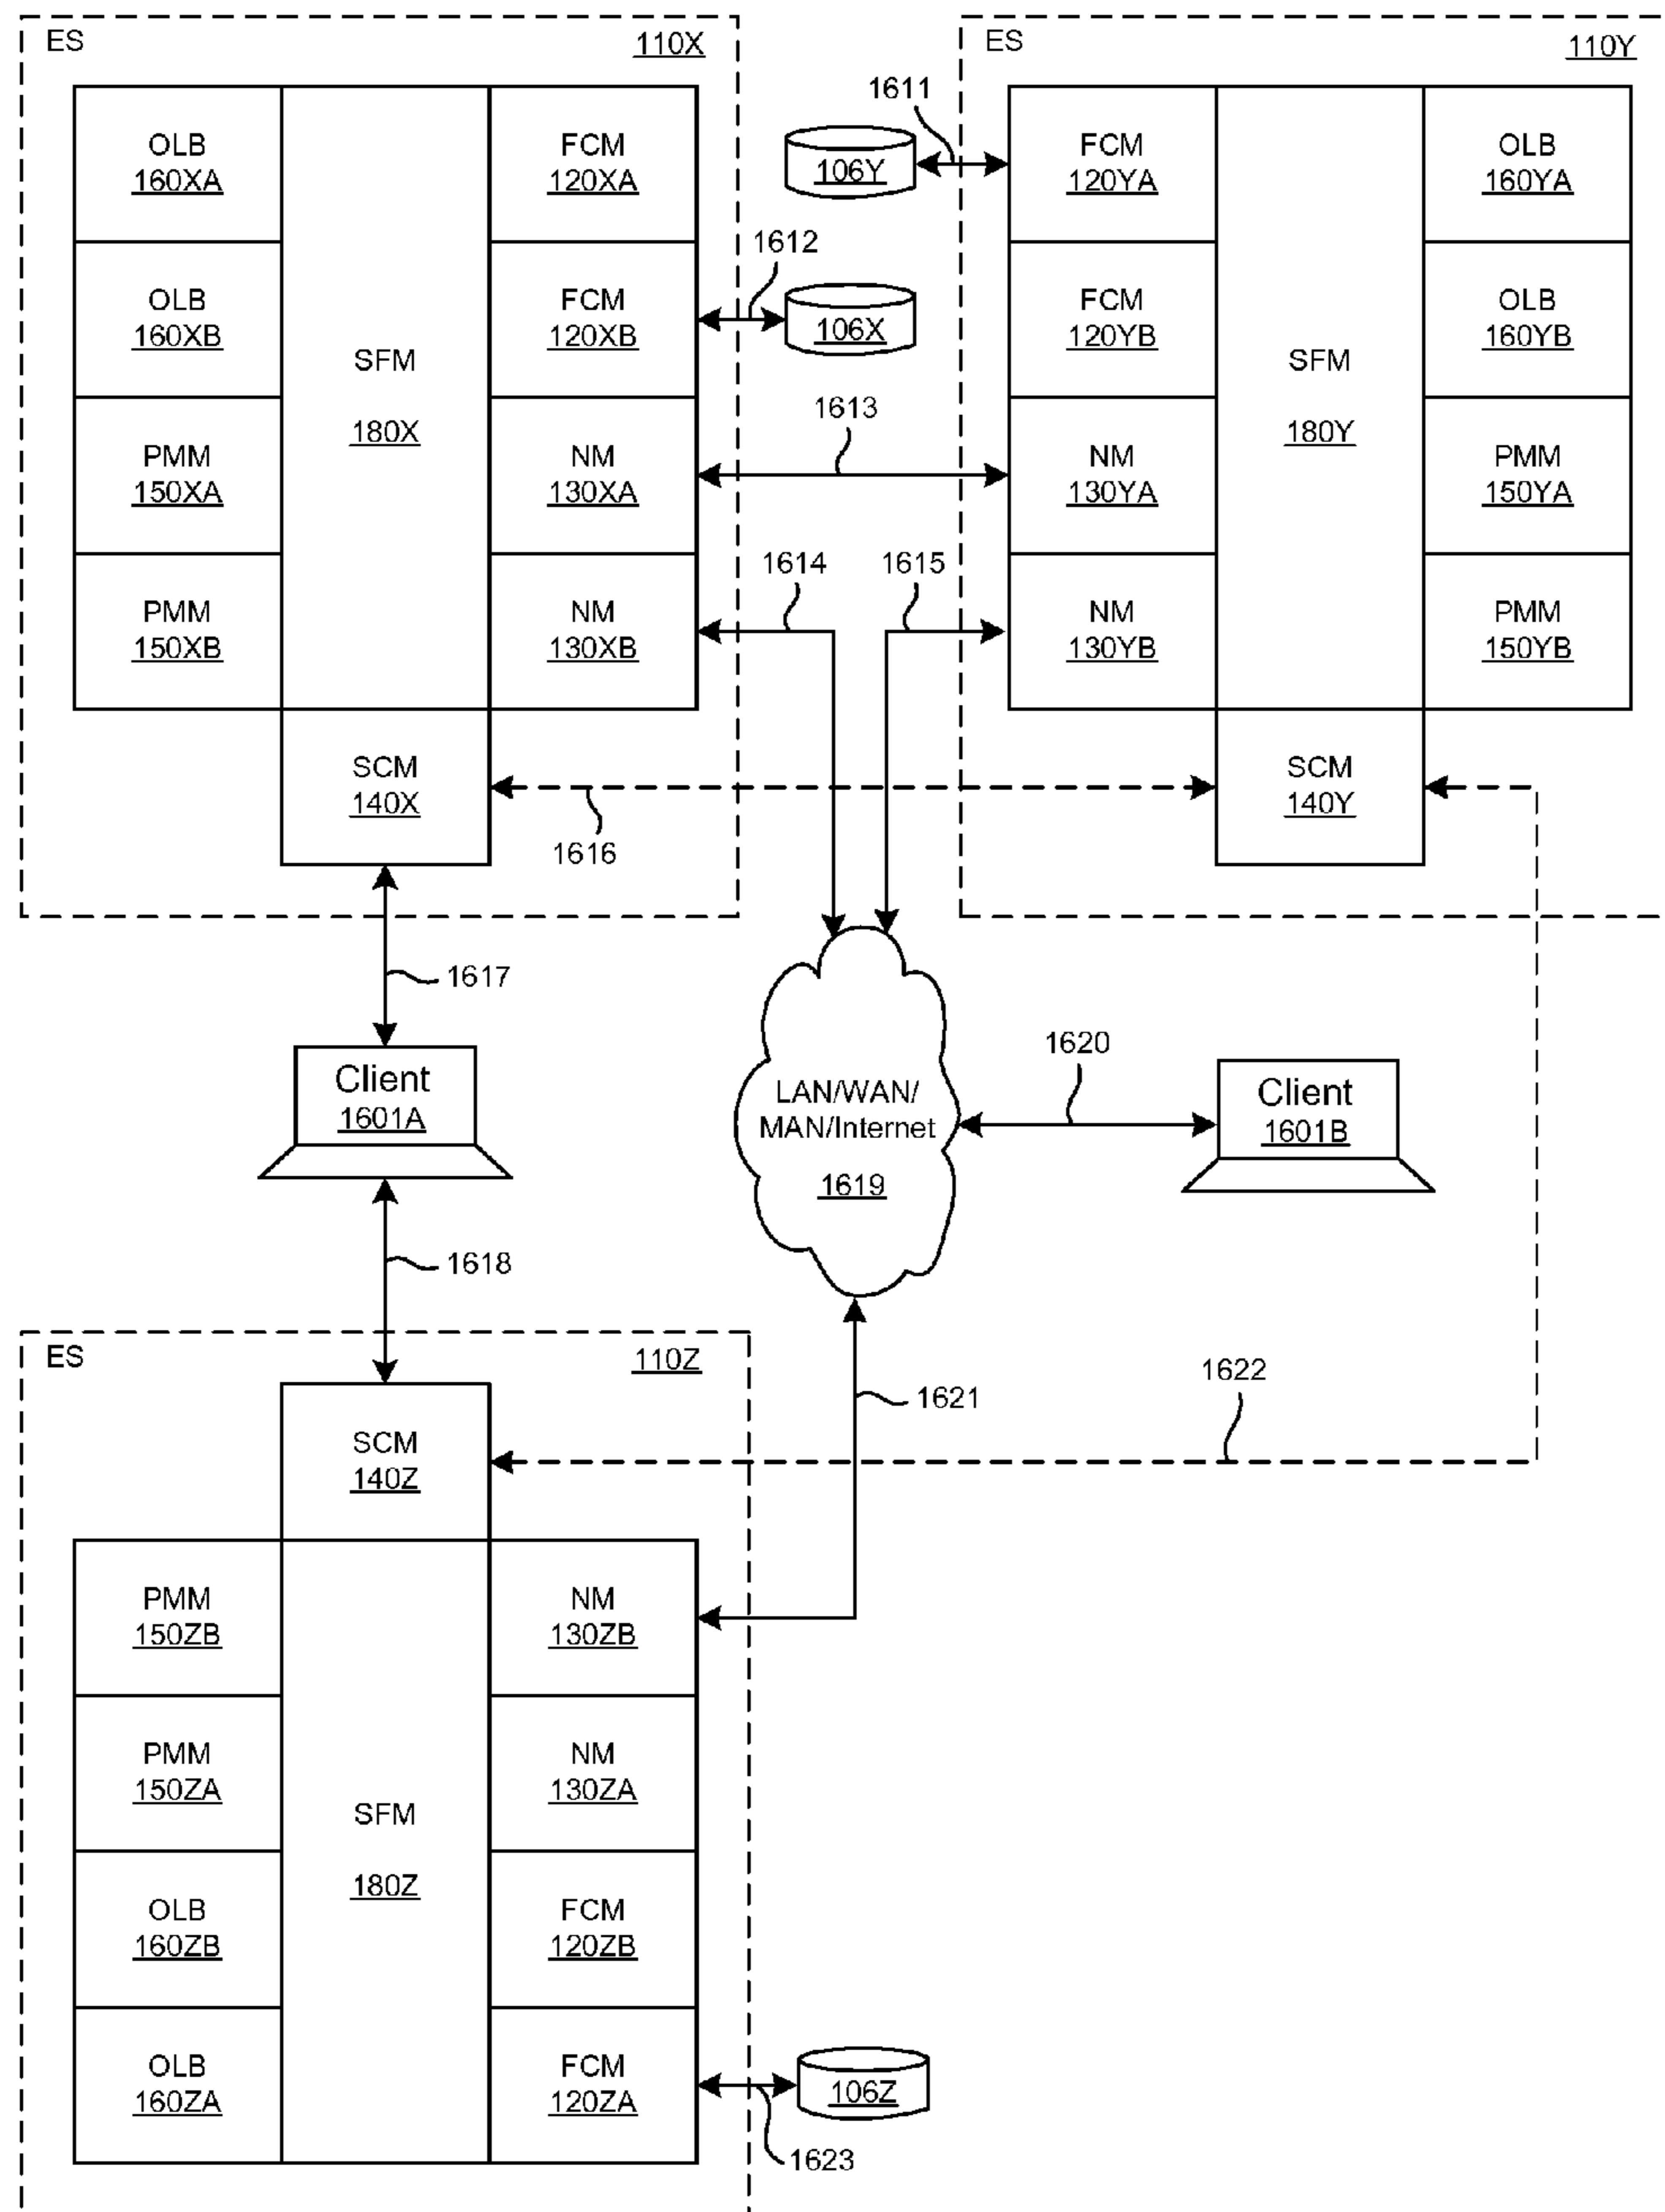 ES
110X
ES
110Y
OLB
160XA
SFM
180X
FCM
120XA
OLB
160XB
FCM
120XB
PMM
150XA
NM
130XA
PMM
150XB
NM
130XB
SCM
140X
1611
106Y
1612
106X
1613
1614
1615
FCM
120YA
SFM
180Y
OLB
160YA
FCM
120YB
OLB
160YB
NM
130YA
PMM
150YA
NM
130YB
PMM
150YB
SCM
140Y
1616
1617
Client
1601A
1618
LAN/WAN/
MAN/Internet
1619
1620
Client
1601B
1621
1622
ES
110Z
SCM
140Z
PMM
150ZB
NM
130ZB
PMM
150ZA
SFM
180Z
NM
130ZA
OLB
160ZB
FCM
120ZB
OLB
160ZA
FCM
120ZA
106Z
1623